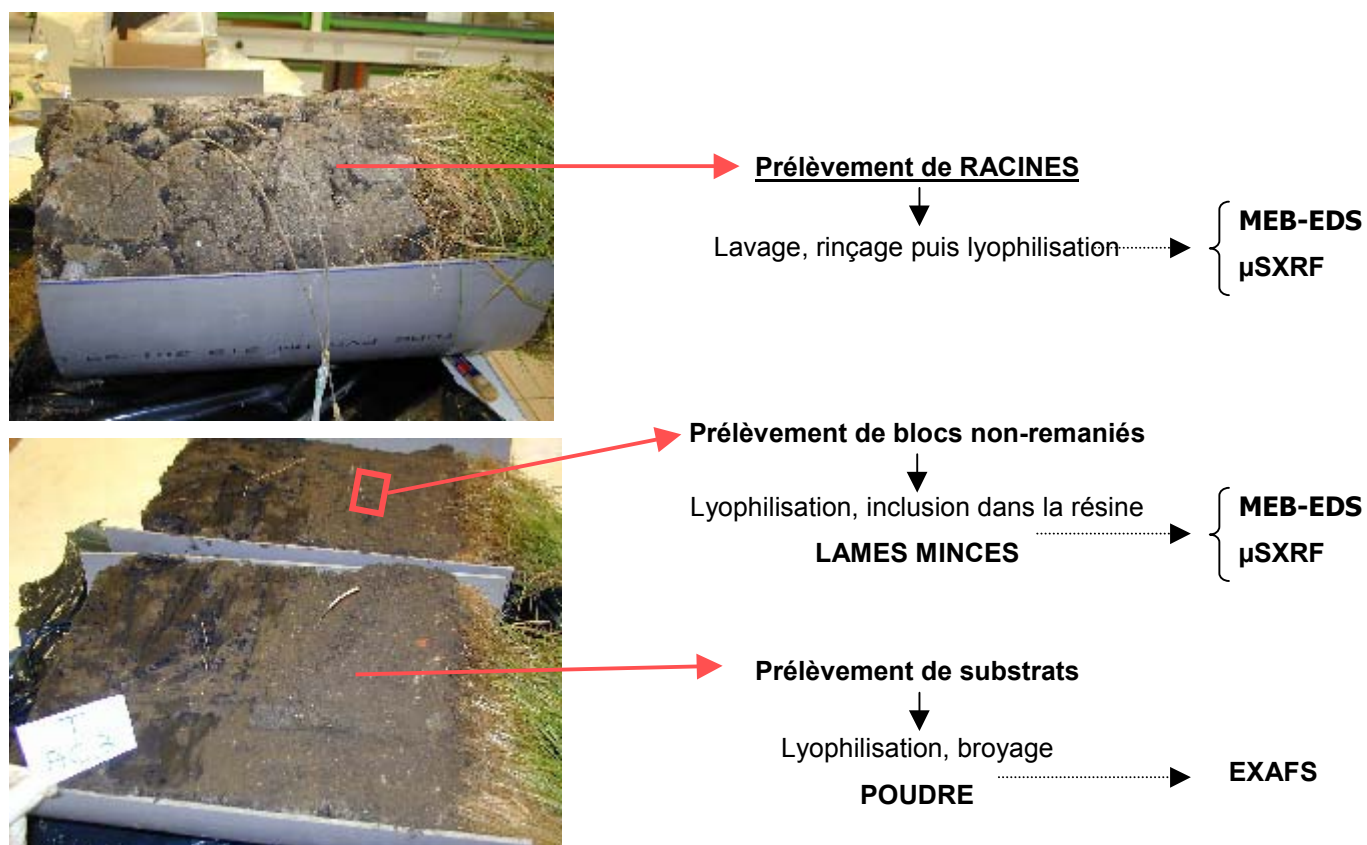 Prélèvement de RACINES
Lavage, rinçage puis lyophilisation
MEB-EDS
µSXRF
Prélèvement de blocs non-remaniés
Lyophilisation, inclusion dans la résine
LAMES MINCES
MEB-EDS
µSXRF
Prélèvement de substrats
Lyophilisation, broyage
POUDRE
EXAFS